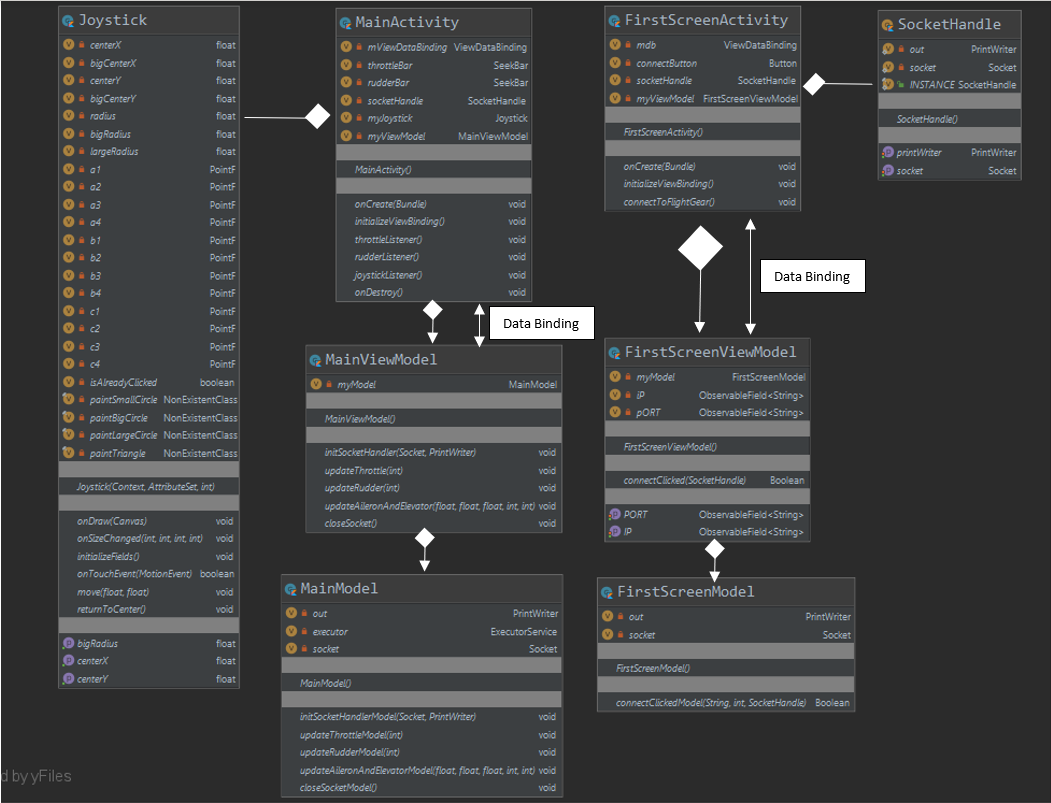 Joystick
centerX float
bigCenterX float
centerY float
bigCenterY float
radius float
bigRadius float
largeRadius float
a1 PointF
a2 PointF
a3 PointF
a4 PointF
b1 PointF
b2 PointF
b3 PointF
b4 PointF
c1 PointF
c2 PointF
c3 PointF
c4 PointF
isAlreadyClicked boolean
paintSmallCircle NonExistentClass
paintBigCircle NonExistentClass
paintLargeCircle NonExistentClass
paintTriangle NonExistentClass
Joystick(Context, AttributeSet, int)
onDraw(Canvas) void
onSizeChanged(int, int, int, int) void
initializeFields() void
onTouchEvent(MotionEvent) boolean
move(float, float) void
returnToCenter() void
bigRadius float
centerX float
centerY float
MainActivity
mViewDataBinding ViewDataBinding
throttleBar SeekBar
rudderBar SeekBar
socketHandle SocketHandle
myJoystick Joystick
myViewModel MainViewModel
MainActivity()
onCreate(Bundle) void
initializeViewBinding() void
throttleListener() void
rudderListener() void
joystickListener() void
onDestroy() void
Data Binding
MainViewModel
myModel MainModel
MainViewModel()
initSocketHandler(Socket, PrintWriter) void
updateThrottle(int) void
updateRudder(int) void
updateAileronAndElevator(float, float, float, int, int) void
closeSocket() void
MainModel
out PrintWriter
executor ExecutorService
socket Socket
MainModel()
initSocketHandlerModel(Socket, PrintWriter) void
updateThrottleModel(int) void
updateRudderModel(int) void
updateAileronAndElevatorModel(float, float, float, int, int) void
closeSocketModel() void
FirstScreenActivity
mdb ViewDataBinding
connectButton Button
socketHandle SocketHandle
myViewModel FirstScreenViewModel
FirstScreenActivity()
onCreate(Bundle) void
initializeViewBinding() void
connectToFlightGear() void
Data Binding
FirstScreenViewModel
myModel FirstScreenModel
iP ObservableField<String>
pORT ObservableField<String>
FirstScreenViewModel()
connectClicked(SocketHandle) Boolean
PORT ObservableField<String>
IP ObservableField<String>
FirstScreenModel
out PrintWriter
socket Socket
FirstScreenModel()
connectClickedModel(String, int, SocketHandle) Boolean
SocketHandle
out PrintWriter
socket Socket
INSTANCE SocketHandle
SocketHandle()
printWriter PrintWriter
socket Socket
d by yFiles